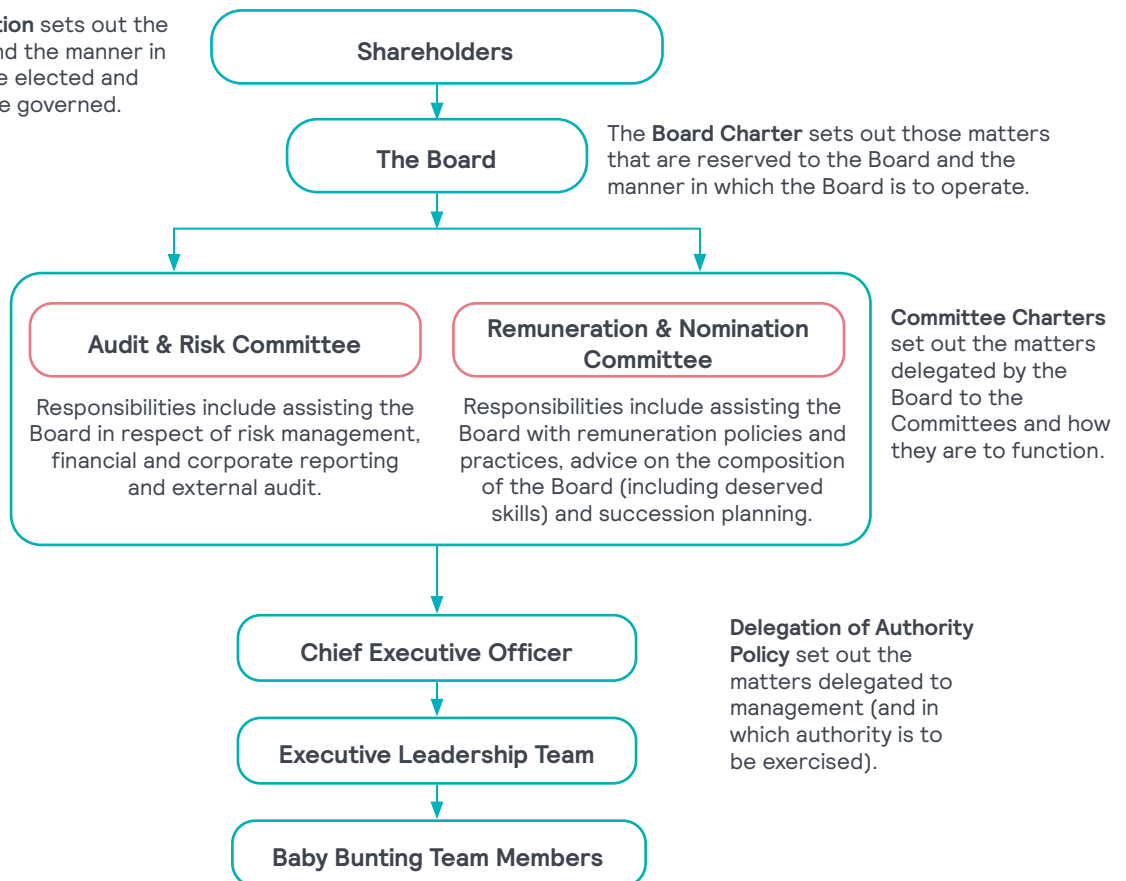 tion sets out the
nd the manner in
e elected and
e governed.
Shareholders
The Board
The Board Charter sets out those matters
that are reserved to the Board and the
manner in which the Board is to operate.
Audit & Risk Committee
Responsibilities include assisting the
Board in respect of risk management,
financial and corporate reporting
and external audit.
Remuneration & Nomination
Committee
Responsibilities include assisting the
Board with remuneration policies and
practices, advice on the composition
of the Board (including deserved
skills) and succession planning.
Committee Charters
set out the matters
delegated by the
Board to the
Committees and how
they are to function.
Chief Executive Officer
Delegation of Authority
Policy set out the
matters delegated to
management (and in
which authority is to
be exercised).
Executive Leadership Team
Baby Bunting Team Members